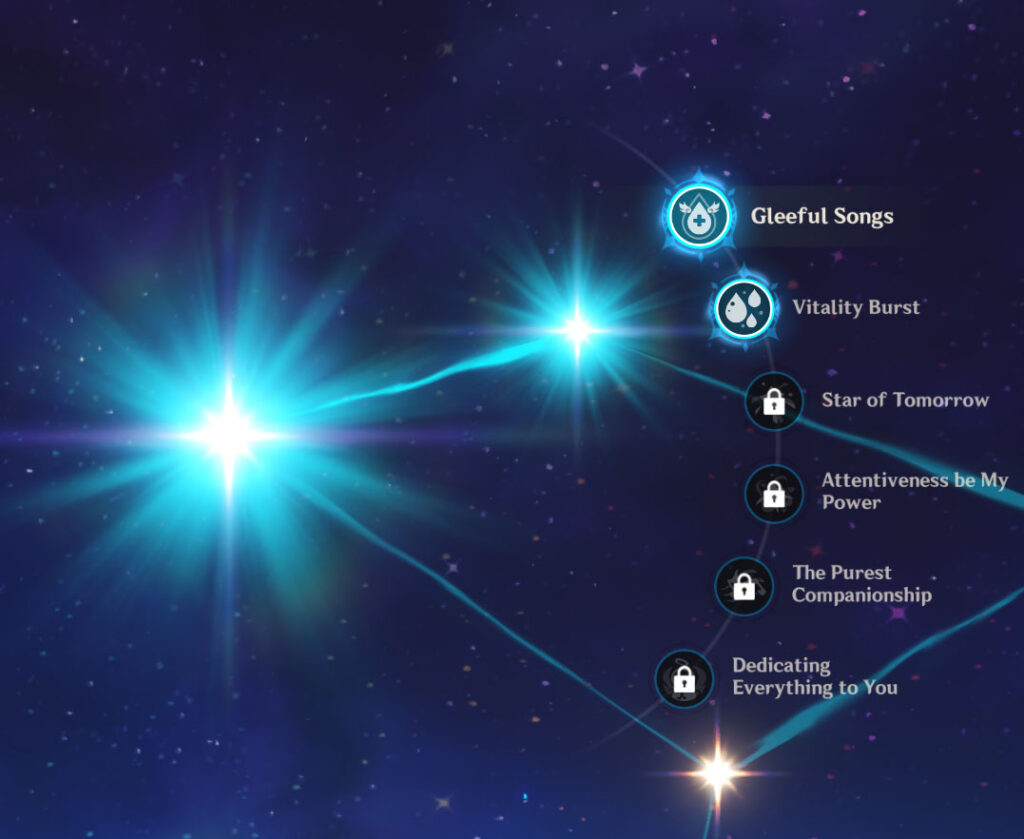 Gleeful Songs
Vitality Burst
Star of Tomorrow
Attentiveness be My
Power
The Purest
Companionship
Dedicating
Everything to You